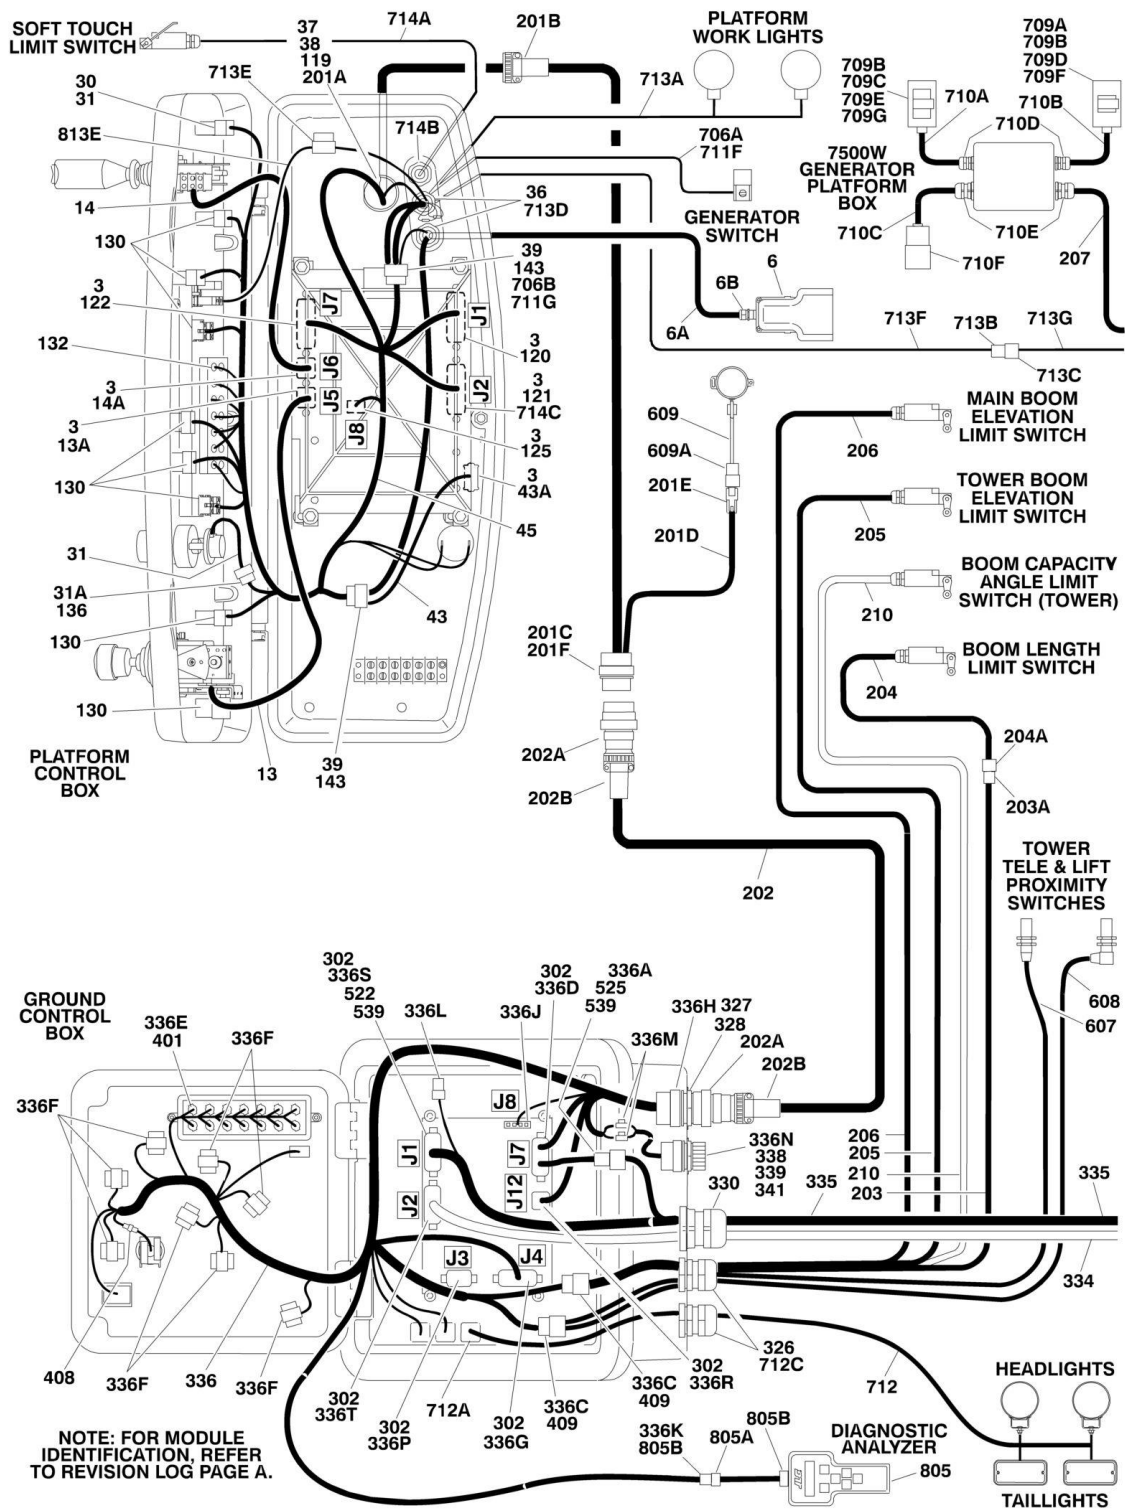 SOFT TOUCH
LIMIT SWITCH
37
38
119
201A
714A
201B
PLATFORM
WORK LIGHTS
709A
709B
709D
709F
709B
709C
709E
709G
710A
710B
710D
30
31
713E
713A
813E
714B
706A
711F
7500W
GENERATOR
PLATFORM
BOX
14
36
713D
GENERATOR
SWITCH
710C
710E
710F
207
130
39
143
706B
711G
6
6B
6A
3
122
J7
J1
713F
713B
713G
713C
132
3
120
J6
J2
3
14A
J5
3
121
714C
J8
3
13A
3
125
609
609A
201E
206
MAIN BOOM
ELEVATION
LIMIT SWITCH
130
3
43A
45
201D
205
TOWER BOOM
ELEVATION
LIMIT SWITCH
31
31A
136
43
210
BOOM CAPACITY
ANGLE LIMIT
SWITCH (TOWER)
130
201C
201F
204
BOOM LENGTH
LIMIT SWITCH
130
PLATFORM
CONTROL
BOX
13
39
143
202A
202B
204A
203A
202
TOWER
TELE & LIFT
PROXIMITY
SWITCHES
608
607
GROUND
CONTROL
BOX
302
336S
522
539
336L
336J
302
336D
336A
525
539
336H
327
328
202A
202B
336M
336E
401
336F
336F
J8
J1
J7
J2
J12
336N
338
339
341
206
205
210
203
330
335
335
334
J3
J4
408
336F
336
336F
302
336T
302
336P
712A
302
336G
336C
409
336C
409
302
336R
326
712C
712
HEADLIGHTS
TAILLIGHTS
336K
805B
805A
805B
DIAGNOSTIC
ANALYZER
805
JLG
NOTE: FOR MODULE
IDENTIFICATION, REFER
TO REVISION LOG PAGE A.